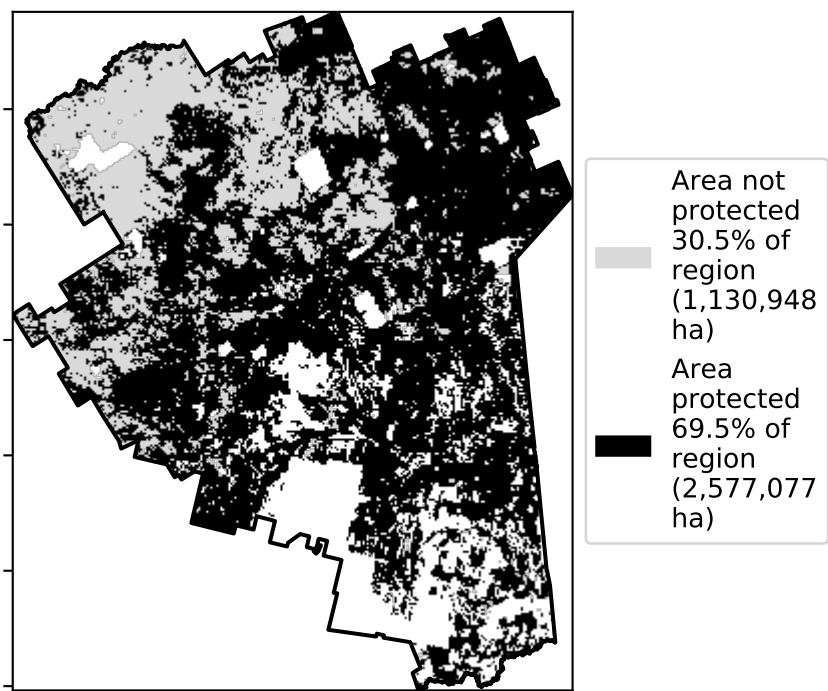 Area not
protected
30.5% of
region
(1,130,948
ha)
Area
protected
69.5% of
region
(2,577,077
ha)